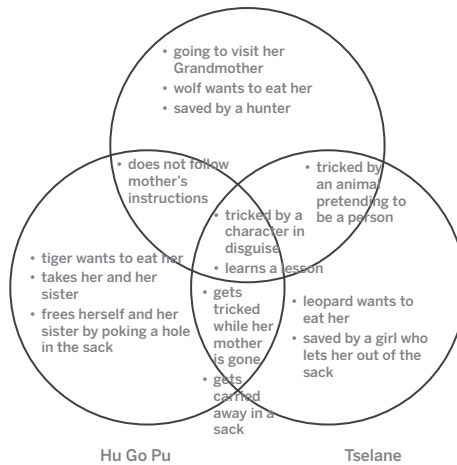 • going to visit her
Grandmother
• wolf wants to eat her
• saved by a hunter
• does not follow
mother's
instructions
• tricked by
an animal
pretending to
be a person
• tricked by a
character in
disguise
• learns a lesson
• tiger wants to eat her
• takes her and her
sister
• frees herself and her
sister by poking a hole
in the sack
• gets
tricked
while her
mother
is gone
• gets
carried
away in a
sack
• leopard wants to
eat her
• saved by a girl who
lets her out of the
sack
Hu Go Pu
Tselane